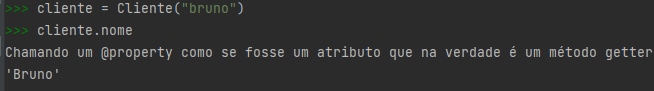 >>> cliente = Cliente("bruno")
>>> cliente.nome
Chamando um @property como se fosse um atributo que na verdade é um método getter
'Bruno'